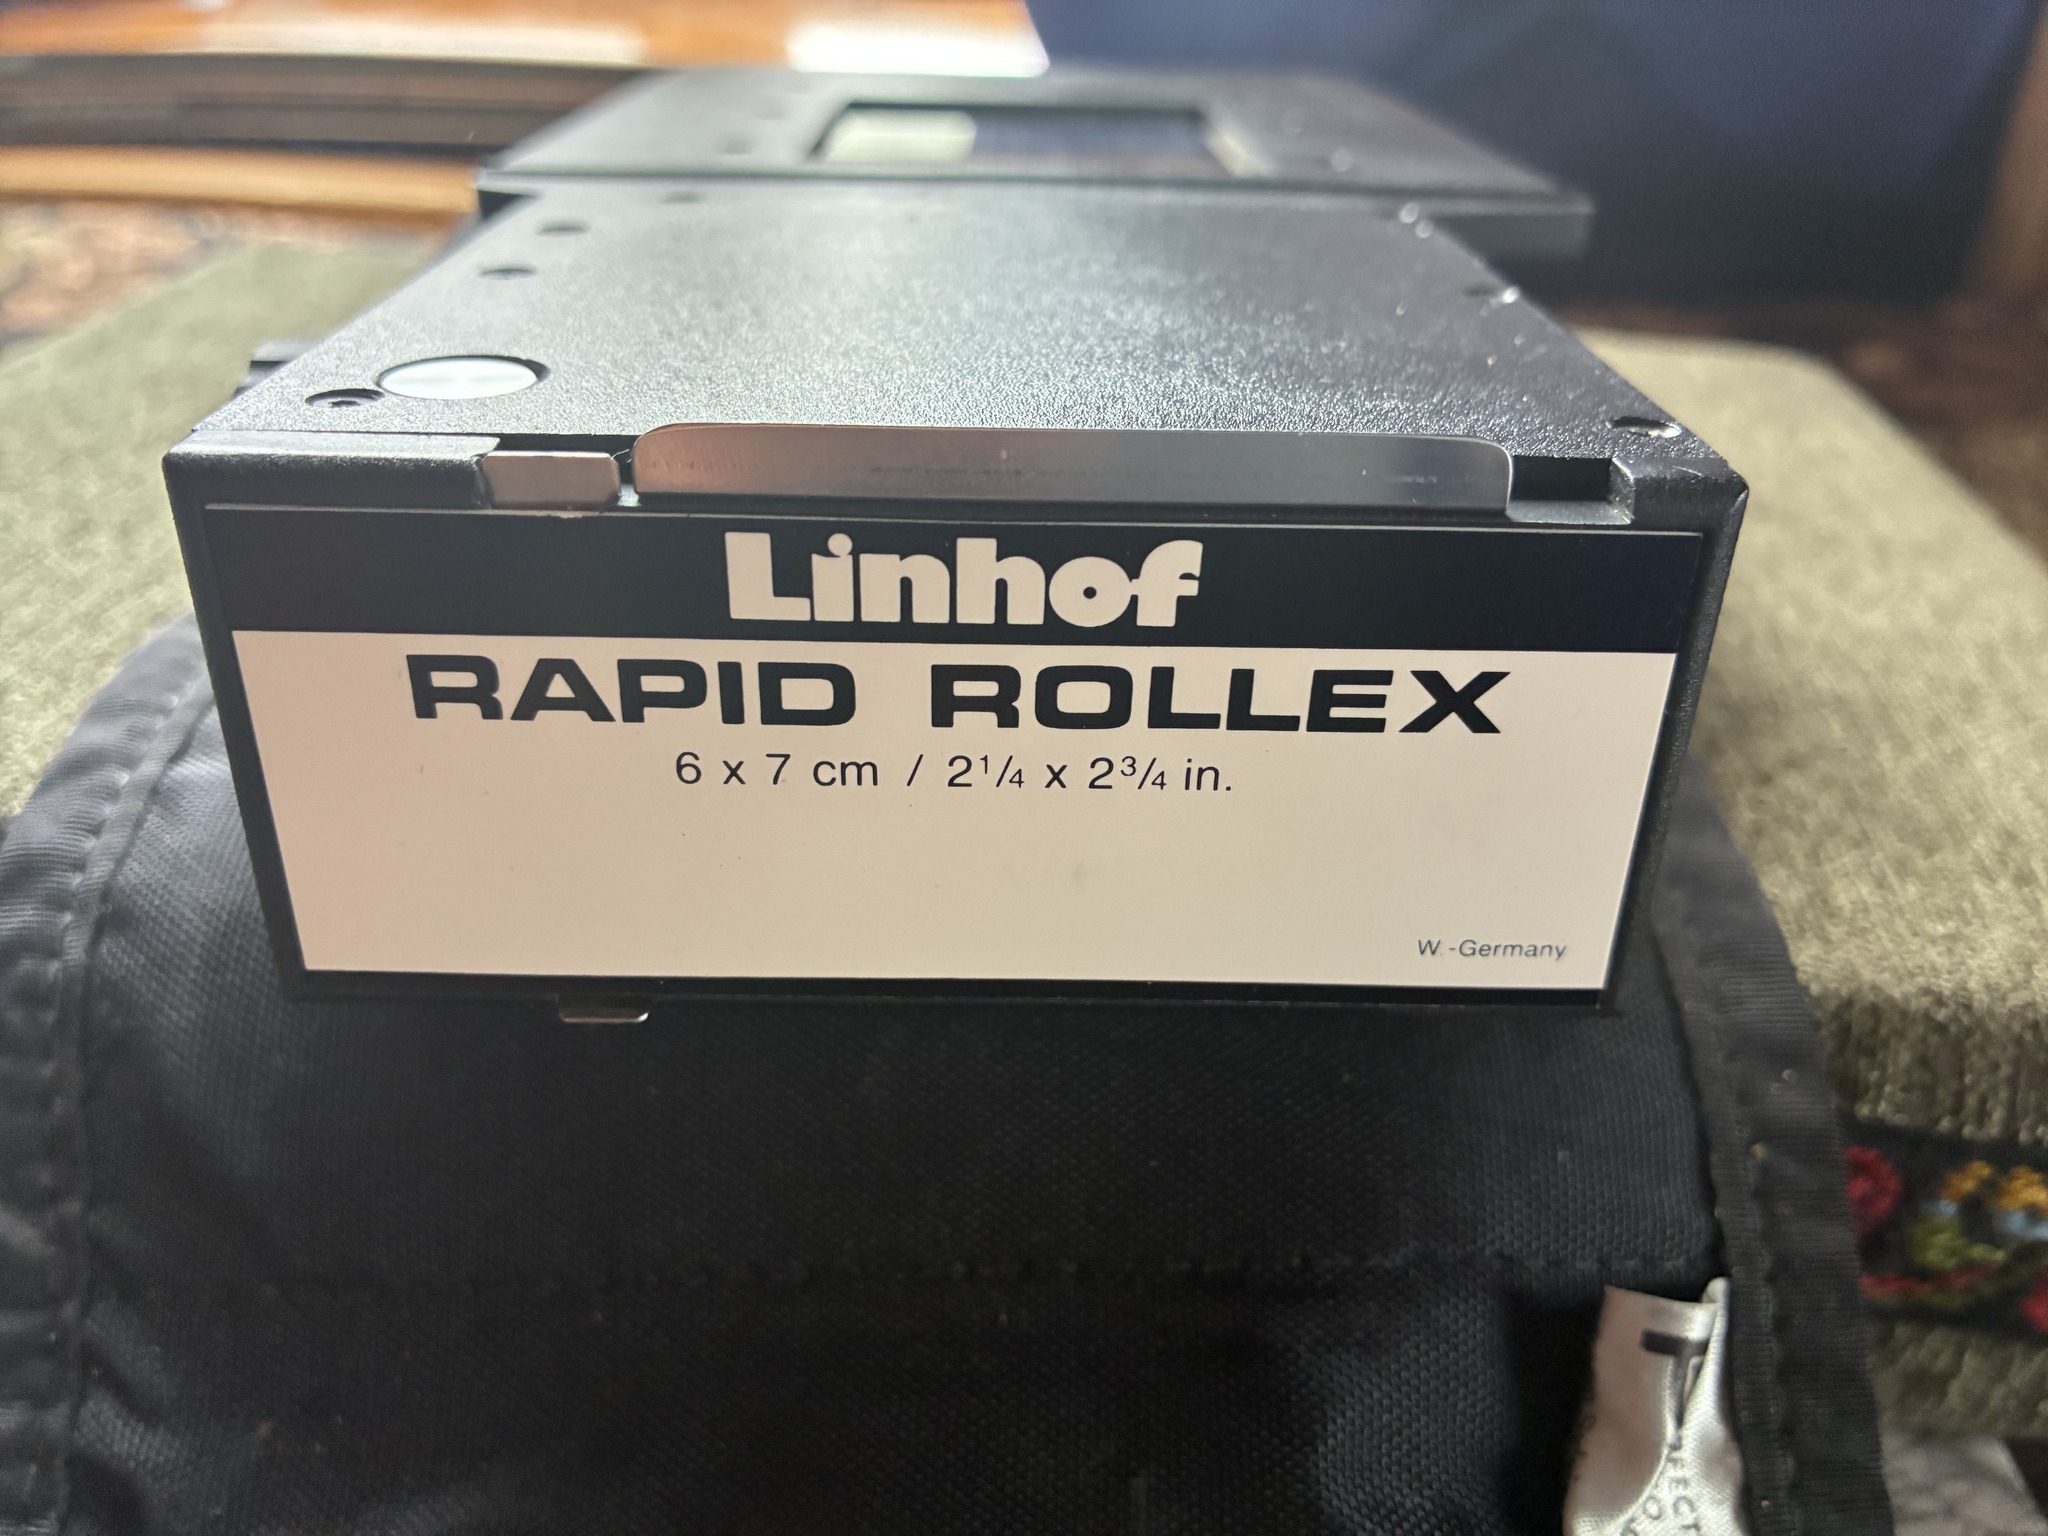 Linhof
RAPID ROLLEX
6 x 7 cm / 2¹/₄ x 2³/₄ in.
W.-Germany